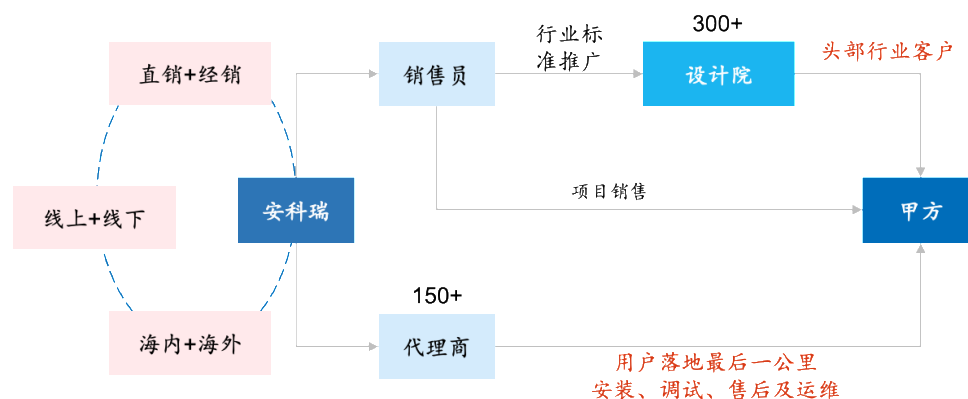 300+
行业标
准推广
头部行业客户
直销+经销
销售员
设计院
线上+线下
安科瑞
项目销售
甲方
150+
海内+海外
代理商
用户落地最后一公里
安装、调试、售后及运维